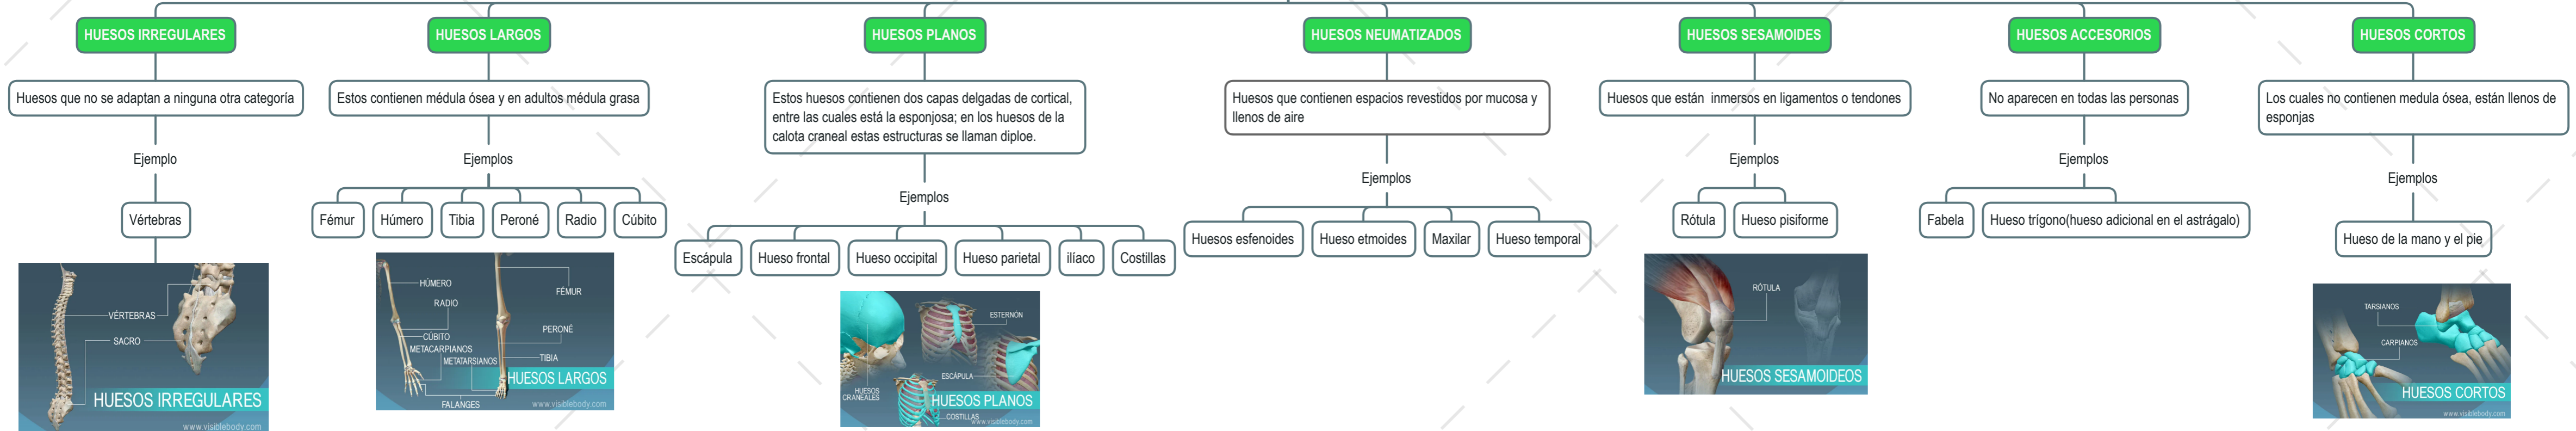 HUESOS IRREGULARES
Huesos que no se adaptan a ninguna otra categoría
Ejemplo
Vértebras
VÉRTEBRAS
SACRO
HUESOS IRREGULARES
www.visiblebody.com
HUESOS LARGOS
Estos contienen médula ósea y en adultos médula grasa
Ejemplos
Fémur
Húmero
Tibia
Peroné
Radio
Cúbito
HÚMERO
RADIO
FÉMUR
CÚBITO
PERONÉ
METACARPIANOS
METATARSIANOS
TIBIA
HUESOS LARGOS
FALANGES
www.visiblebody.com
HUESOS PLANOS
Estos huesos contienen dos capas delgadas de cortical,
entre las cuales está la esponjosa; en los huesos de la
calota craneal estas estructuras se llaman diploe.
Ejemplos
Escápula
Hueso frontal
Hueso occipital
Hueso parietal
ilíaco
Costillas
ESTERNÓN
ESCÁPULA
HUESOS
CRANEALES
HUESOS PLANOS
COSTILLAS
www.visiblebody.com
HUESOS NEUMATIZADOS
Huesos que contienen espacios revestidos por mucosa y
llenos de aire
Ejemplos
Huesos esfenoides
Hueso etmoides
Maxilar
Hueso temporal
HUESOS SESAMOIDES
Huesos que están inmersos en ligamentos o tendones
Ejemplos
Rótula
Hueso pisiforme
RÓTULA
HUESOS SESAMOIDEOS
HUESOS ACCESORIOS
No aparecen en todas las personas
Ejemplos
Fabela
Hueso trígono(hueso adicional en el astrágalo)
HUESOS CORTOS
Los cuales no contienen medula ósea, están llenos de
esponjas
Ejemplos
Hueso de la mano y el pie
TARSIANOS
CARPIANOS
HUESOS CORTOS
www.visiblebody.com